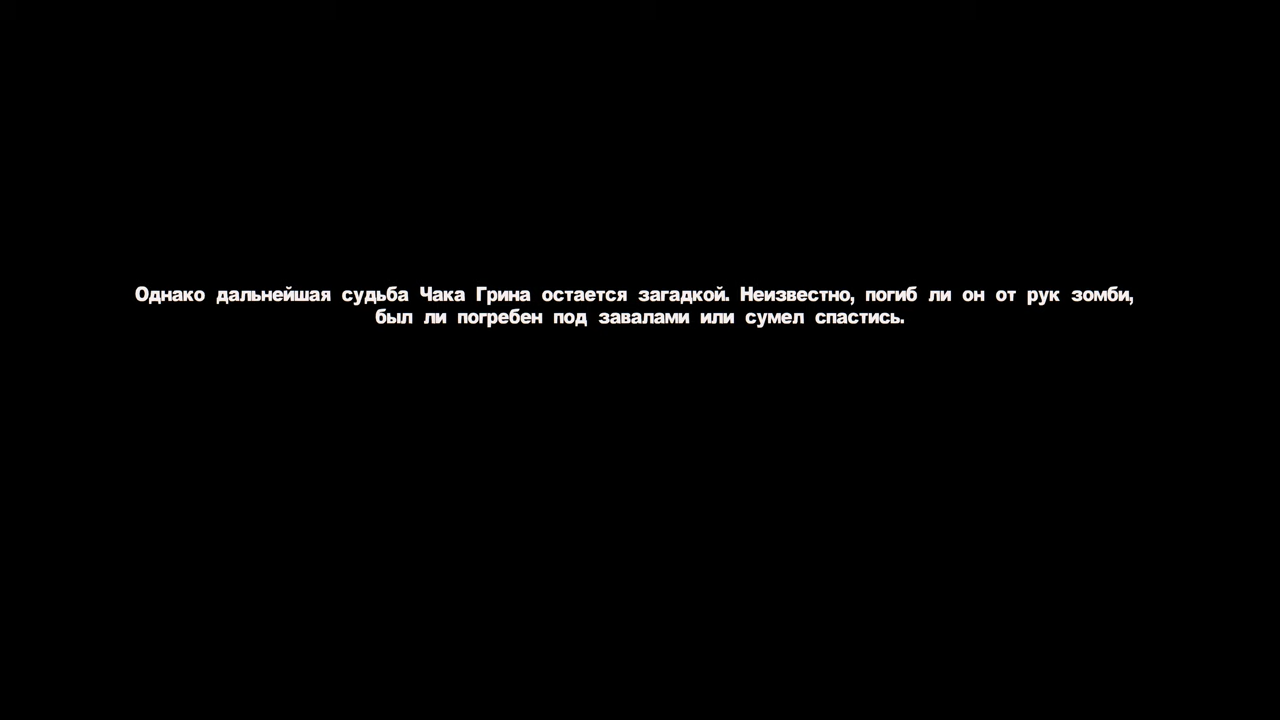 Однако дальнейшая судьба Чака Грина остается загадкой. Неизвестно, погиб ли он от рук зомби,
был ли погребен под завалами или сумел спастись.